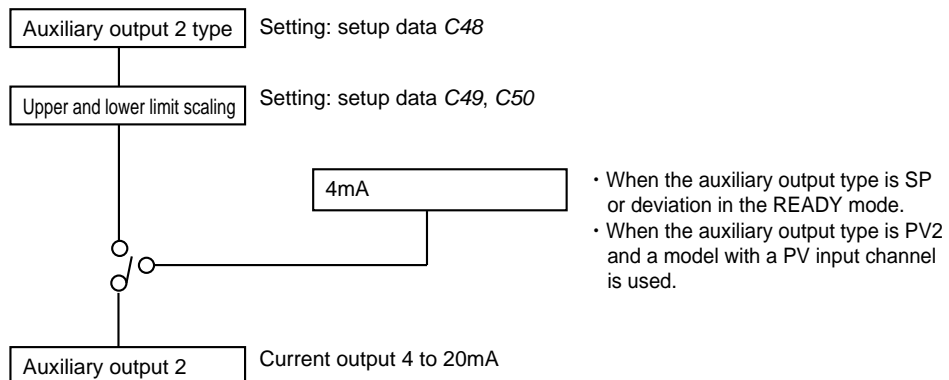 Auxiliary output 2 type
Setting: setup data C48
Upper and lower limit scaling
Setting: setup data C49, C50
4mA
・When the auxiliary output type is SP
or deviation in the READY mode.
・When the auxiliary output type is PV2
and a model with a PV input channel
is used.
Auxiliary output 2
Current output 4 to 20mA